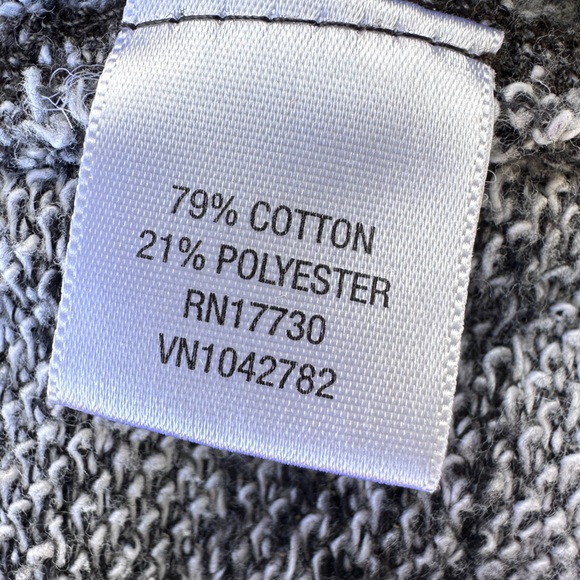 79% COTTON
21% POLYESTER
RN17730
VN1042782